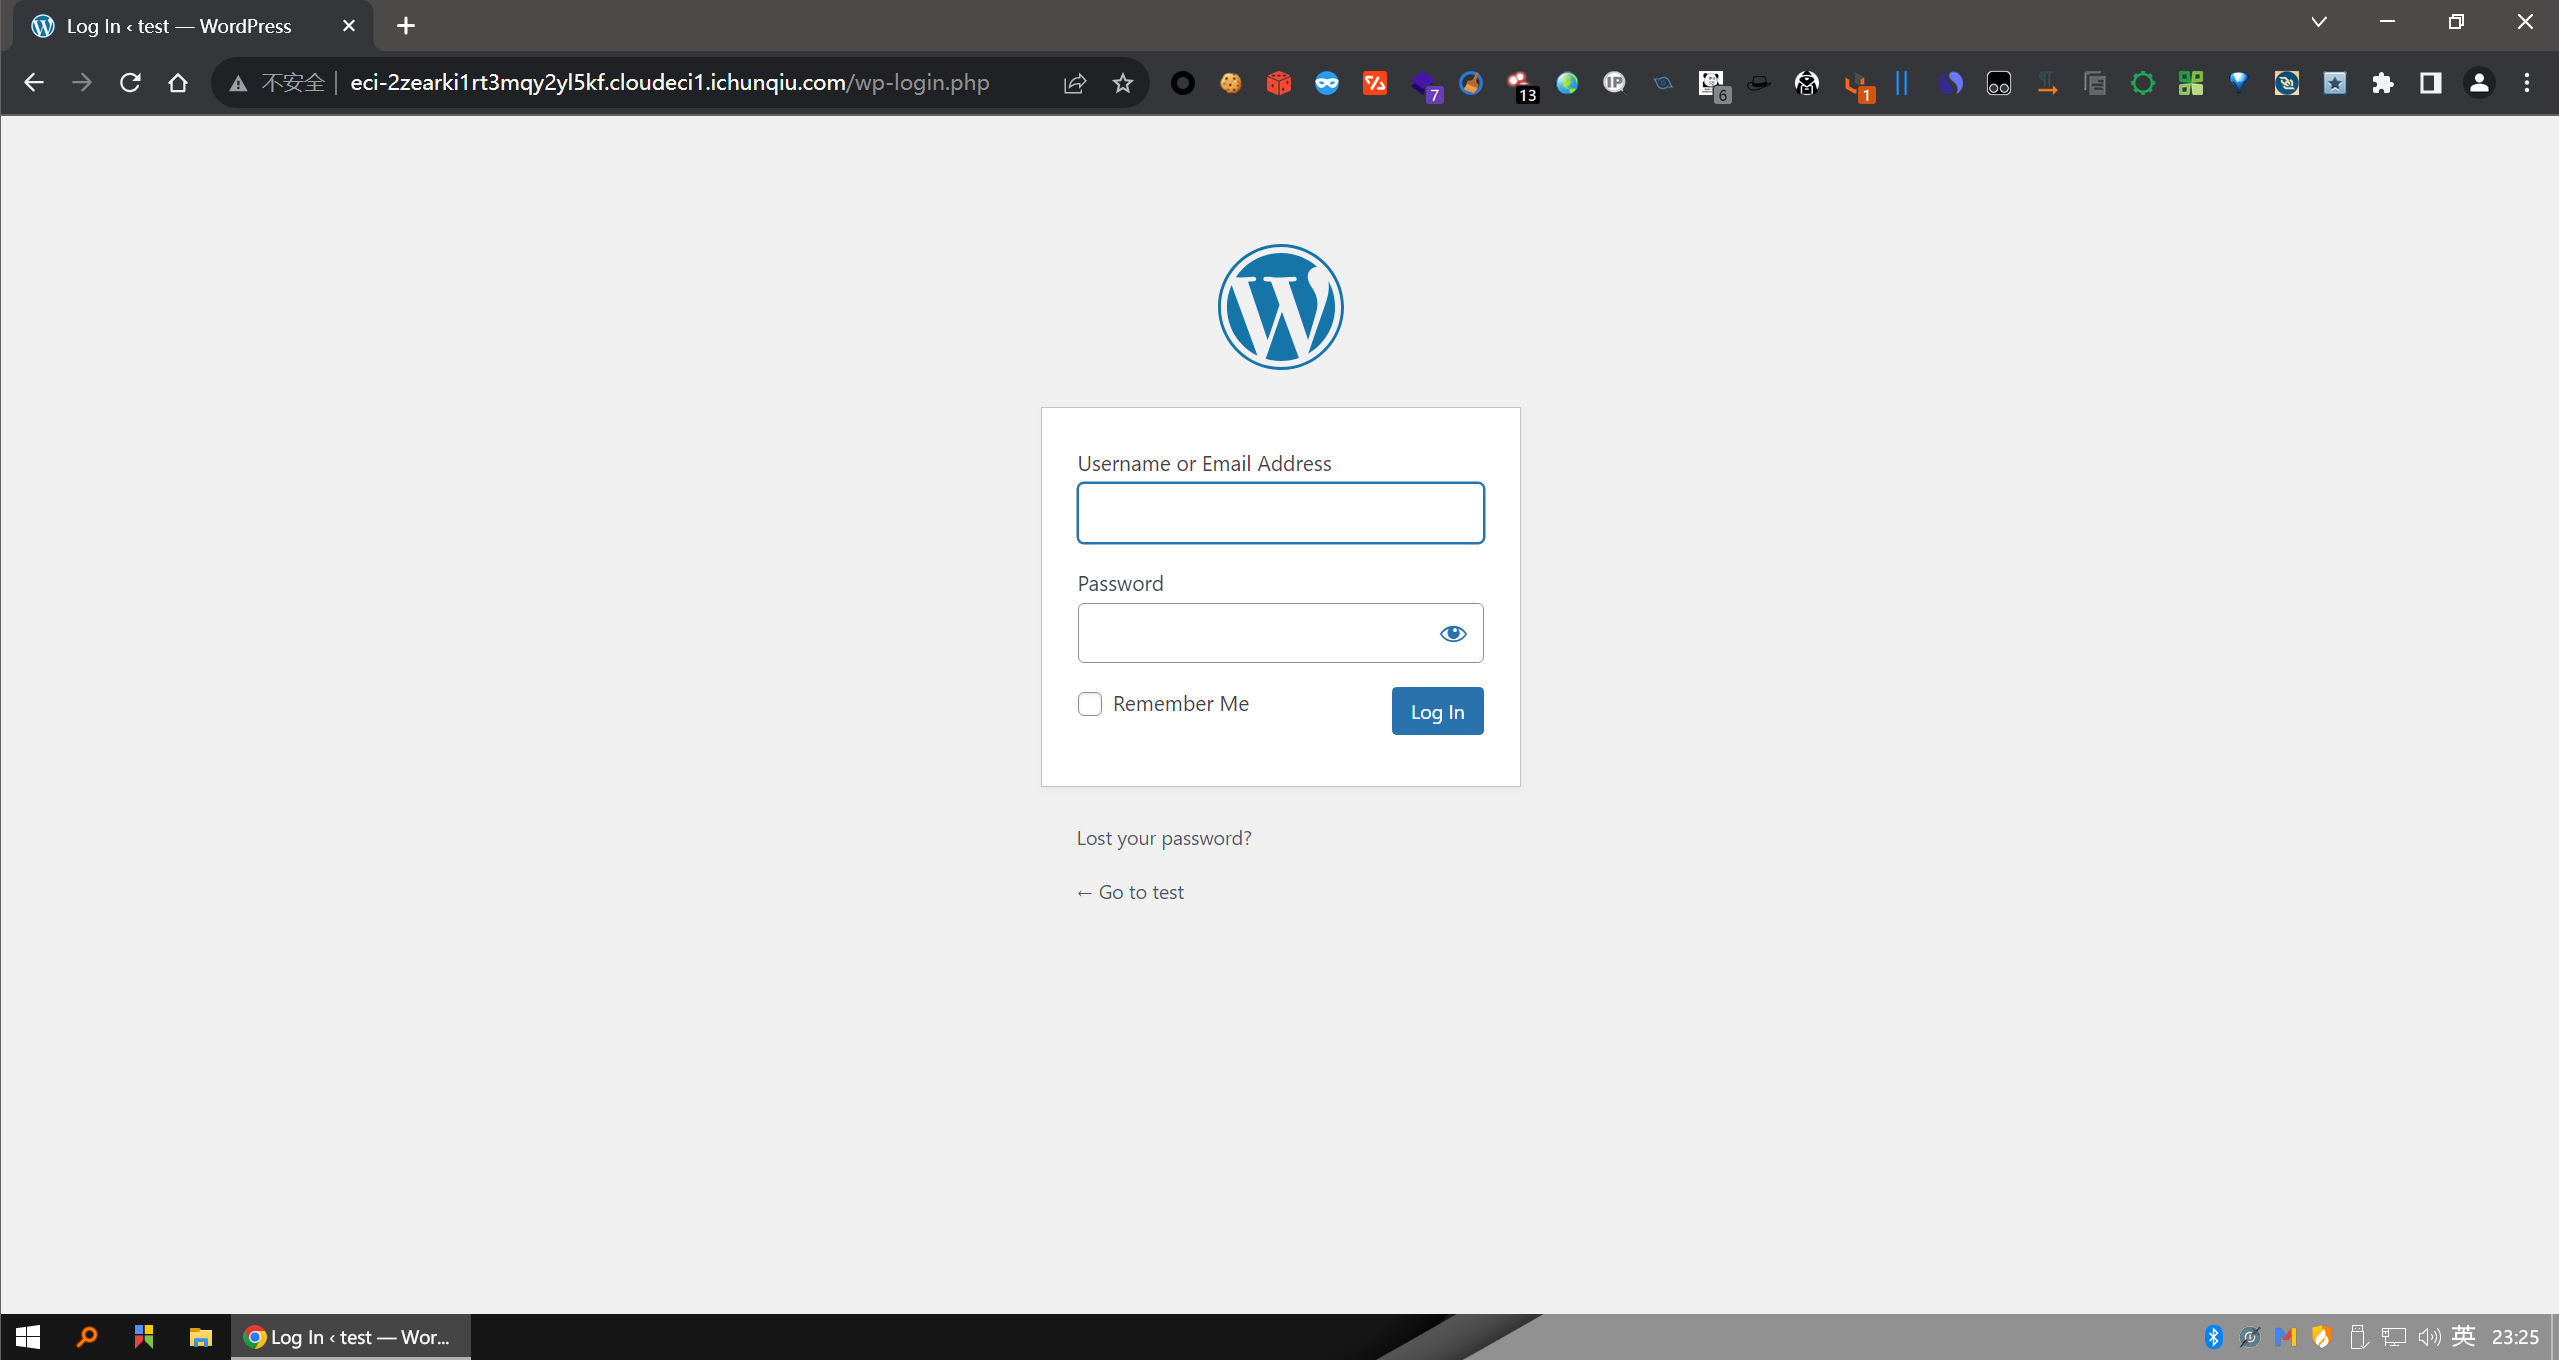 Log In ‹ test — WordPress
不安全 eci-2zearki1rt3mqy2yl5kf.cloudeci1.ichunqiu.com/wp-login.php
7
13
IP
6
1
Username or Email Address
Password
Remember Me
Log In
Lost your password?
← Go to test
Log In ‹ test — Wor...
英 23:25